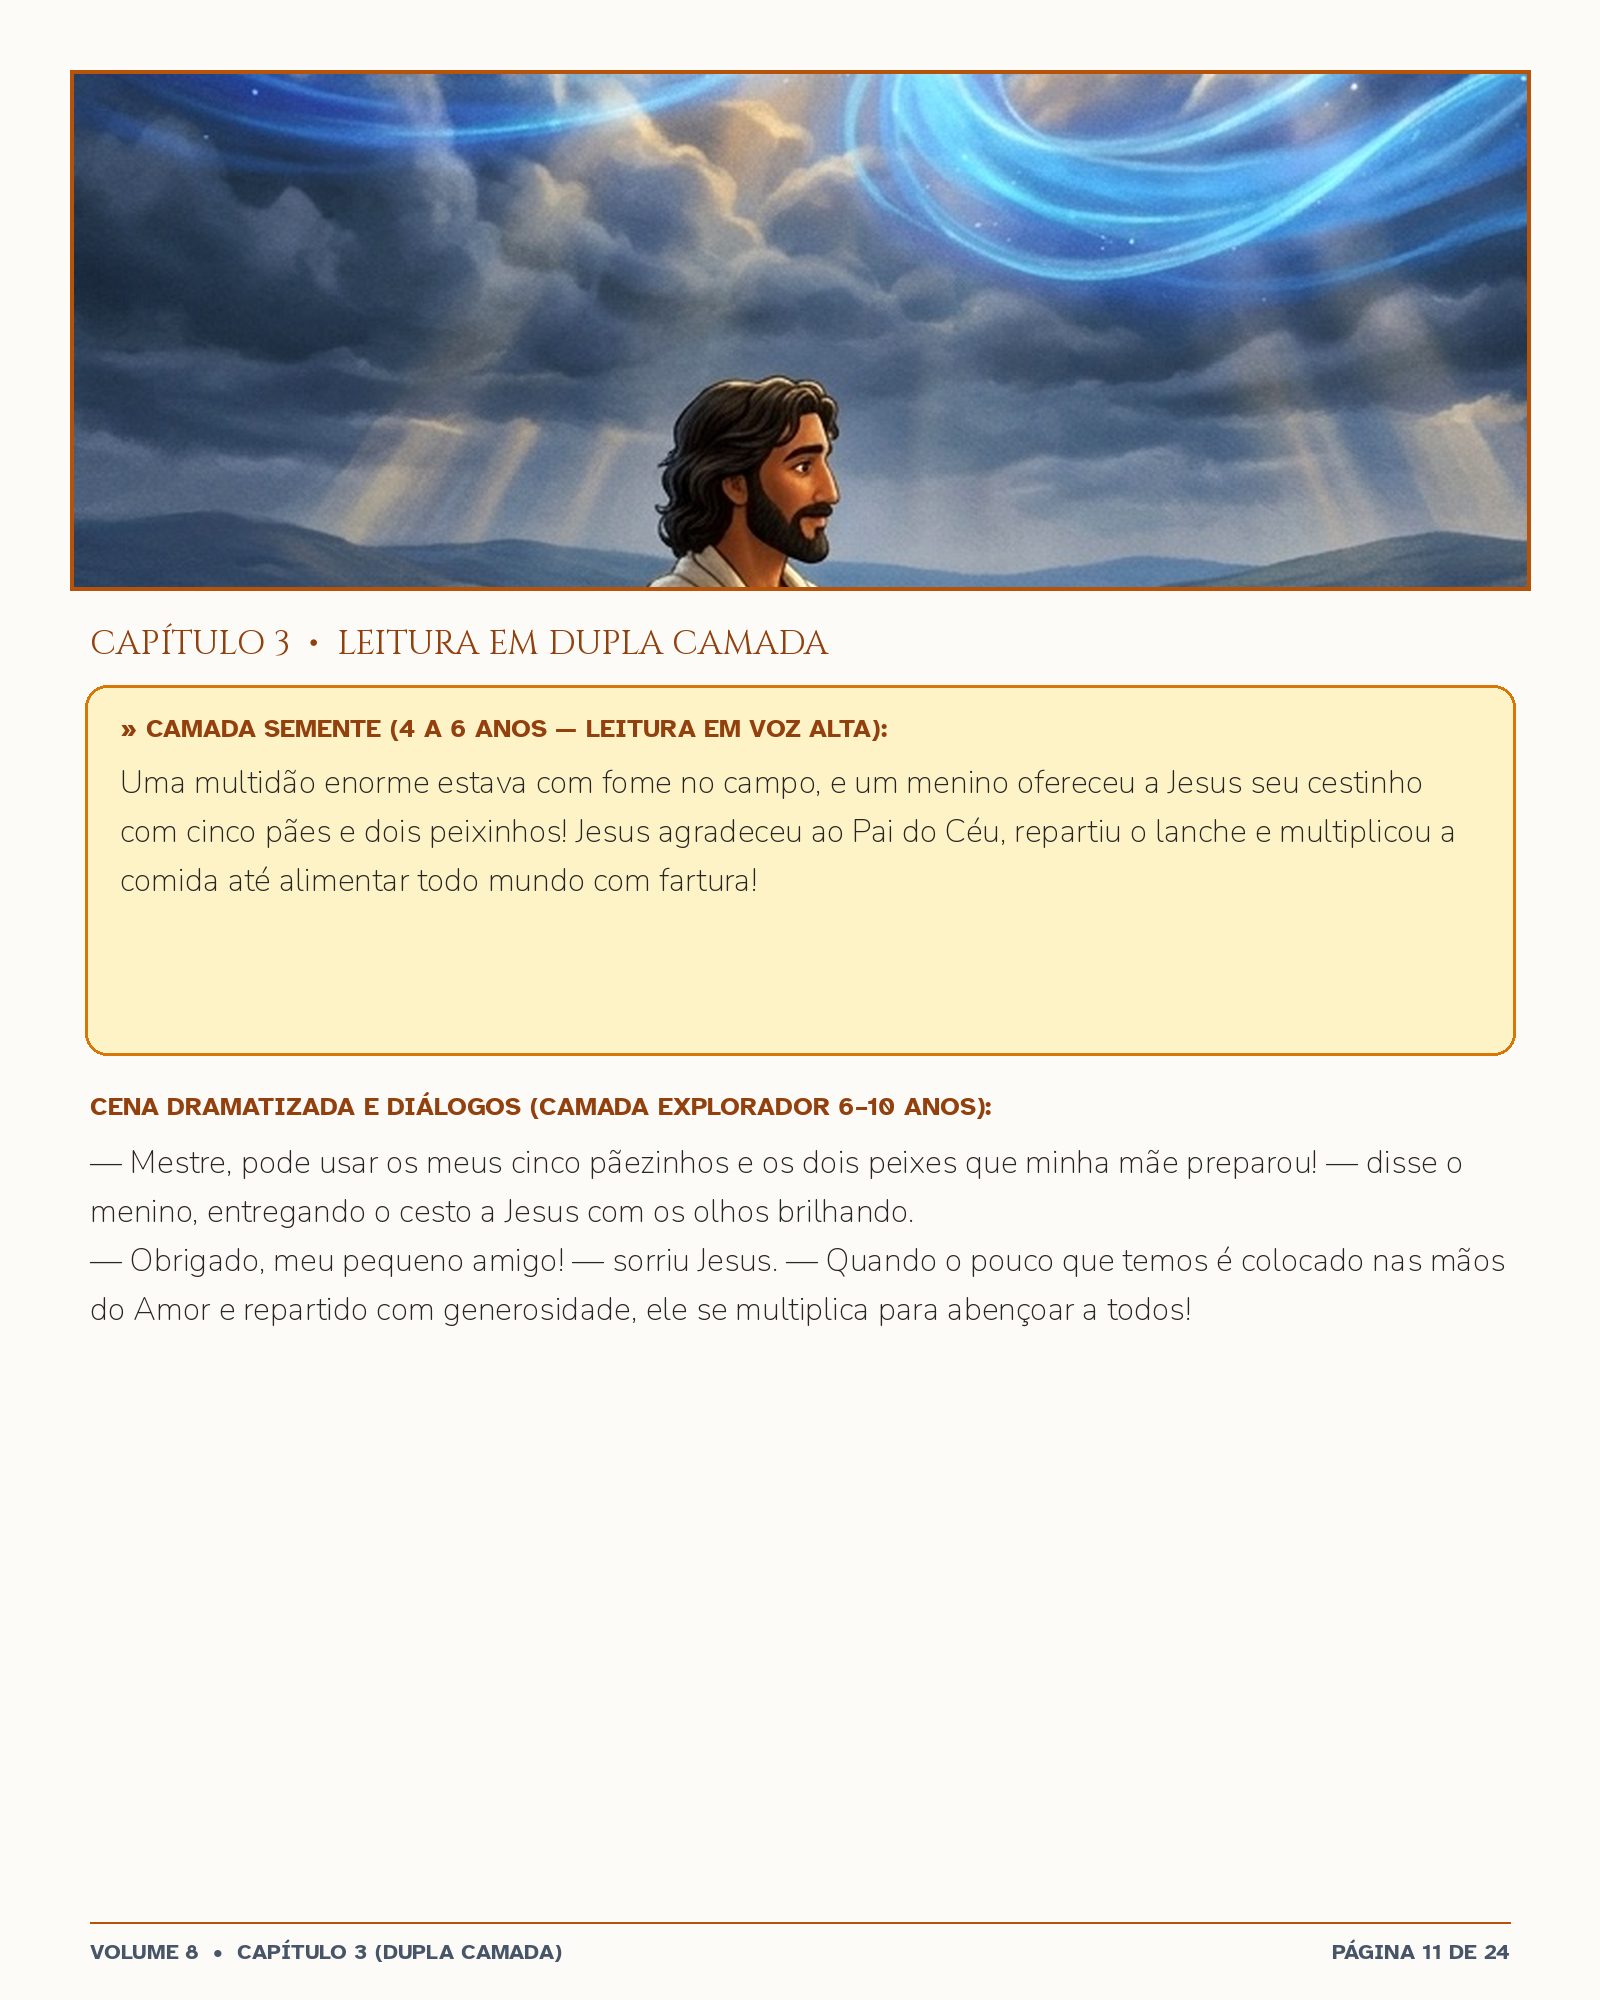 CAPÍTULO 3 • LEITURA EM DUPLA CAMADA
» CAMADA SEMENTE (4 A 6 ANOS — LEITURA EM VOZ ALTA):
Uma multidão enorme estava com fome no campo, e um menino ofereceu a Jesus seu cestinho
com cinco pães e dois peixinhos! Jesus agradeceu ao Pai do Céu, repartiu o lanche e multiplicou a
comida até alimentar todo mundo com fartura!
CENA DRAMATIZADA E DIÁLOGOS (CAMADA EXPLORADOR 6–10 ANOS):
— Mestre, pode usar os meus cinco pãezinhos e os dois peixes que minha mãe preparou! — disse o
menino, entregando o cesto a Jesus com os olhos brilhando.
— Obrigado, meu pequeno amigo! — sorriu Jesus. — Quando o pouco que temos é colocado nas mãos
do Amor e repartido com generosidade, ele se multiplica para abençoar a todos!
VOLUME 8 • CAPÍTULO 3 (DUPLA CAMADA)
PÁGINA 11 DE 24